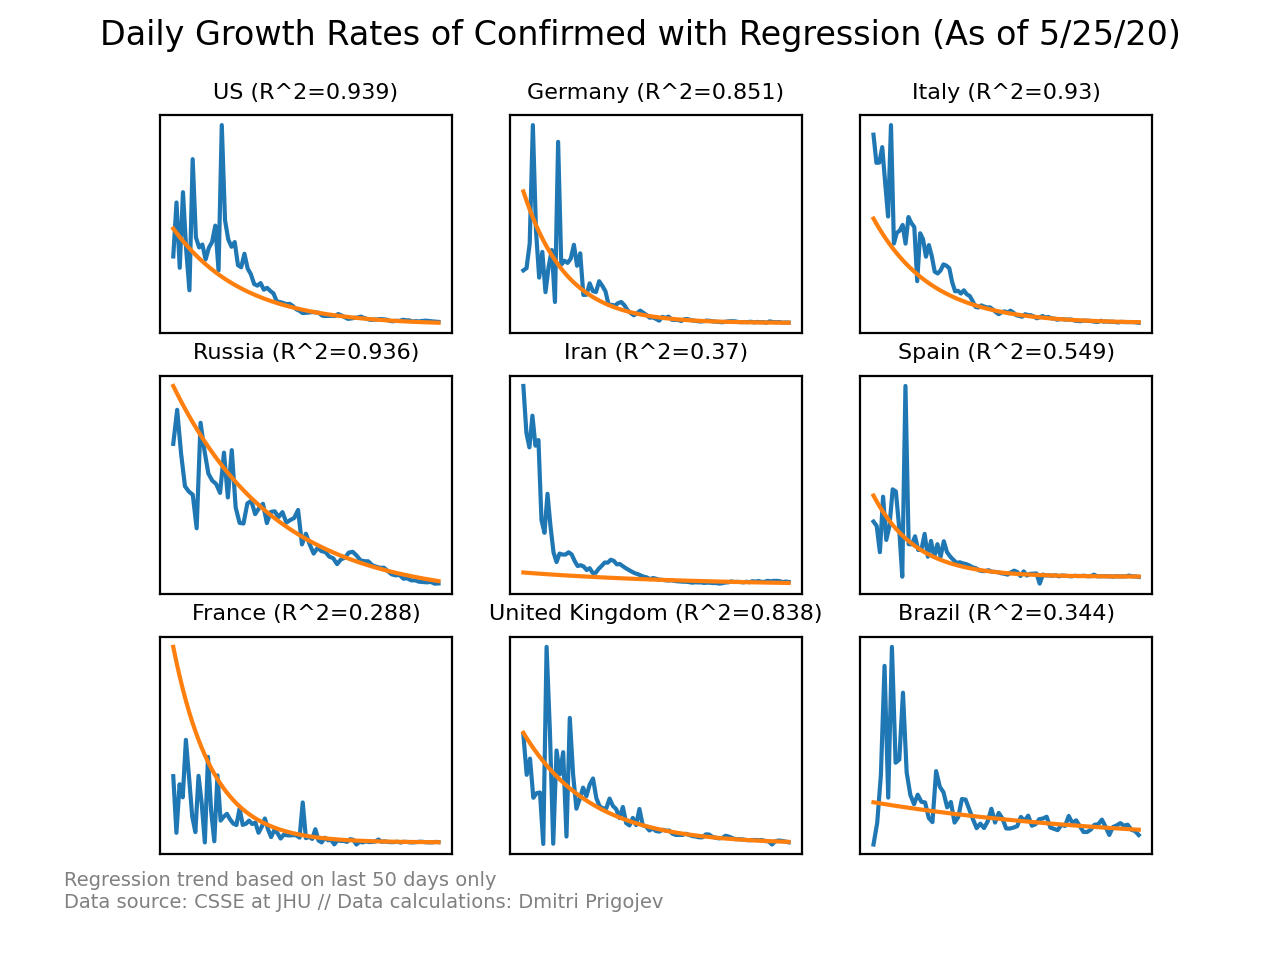 Daily Growth Rates of Confirmed with Regression (As of 5/25/20)
US (R^2=0.939)
Germany (R^2=0.851)
Italy (R^2=0.93)
Russia (R^2=0.936)
Iran (R^2=0.37)
Spain (R^2=0.549)
France (R^2=0.288)
United Kingdom (R^2=0.838)
Brazil (R^2=0.344)
Regression trend based on last 50 days only
Data source: CSSE at JHU // Data calculations: Dmitri Prigojev